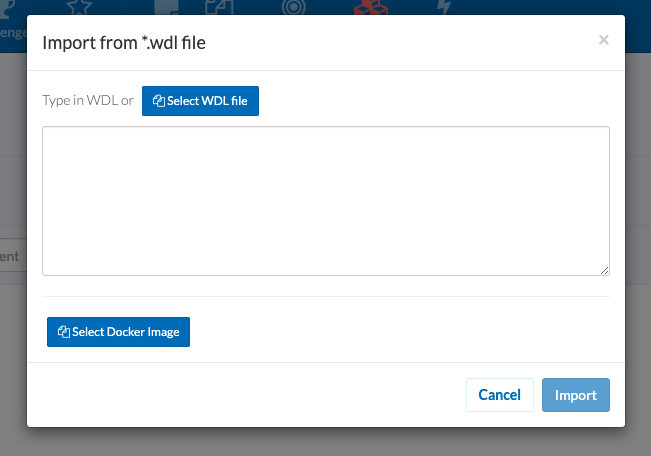 enge
Import from *.wdl file
×
Type in WDL or Select WDL file
ent
Select Docker Image
Cancel Import